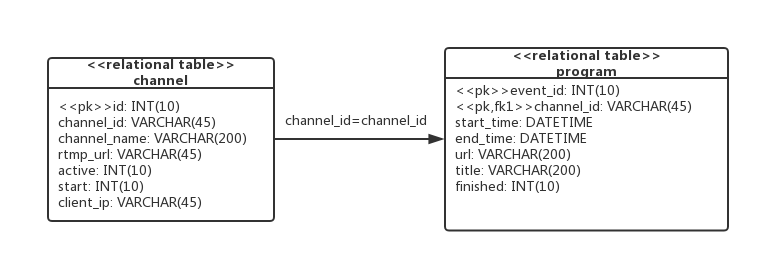 <<relational table>>
channel
<<pk>>id: INT(10)
channel_id: VARCHAR(45)
channel_name: VARCHAR(200)
rtmp_url: VARCHAR(45)
active: INT(10)
start: INT(10)
client_ip: VARCHAR(45)
channel_id=channel_id
<<relational table>>
program
<<pk>>event_id: INT(10)
<<pk,fk1>>channel_id: VARCHAR(45)
start_time: DATETIME
end_time: DATETIME
url: VARCHAR(200)
title: VARCHAR(200)
finished: INT(10)